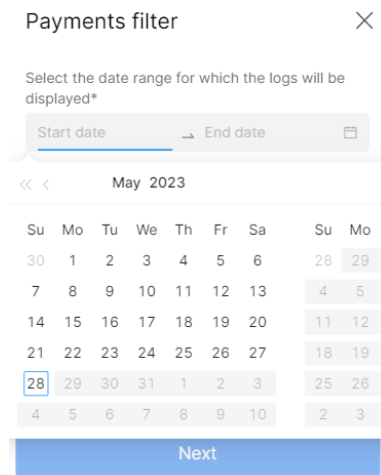 Payments filter
Select the date range for which the logs will be
displayed*
Start date → End date
« < May 2023
Su Mo Tu We Th Fr Sa Su Mo
30 1 2 3 4 5 6 28 29
7 8 9 10 11 12 13 4 5
14 15 16 17 18 19 20 11 12
21 22 23 24 25 26 27 18 19
28 29 30 31 1 2 3 25 26
4 5 6 7 8 9 10 2 3
Next